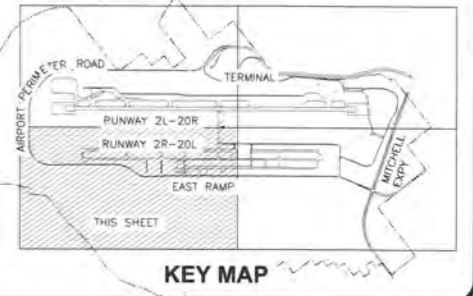 AIRPORT PERIMETER ROAD
TERMINAL
RUNWAY 2L-20R
RUNWAY 2R-20L
EAST RAMP
MITCHELL
EXPY
THIS SHEET
KEY MAP